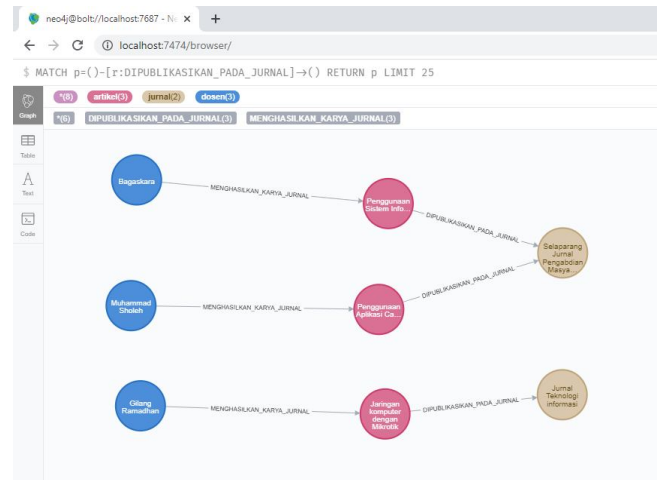 neo4j@bolt://localhost:7687 - Ne
localhost:7474/browser/
$ MATCH p=()-[r:DIPUBLIKASIKAN_PADA_JURNAL]→() RETURN p LIMIT 25
*(8) artikel(3) jurnal(2) dosen(3)
*(6) DIPUBLIKASIKAN_PADA_JURNAL(3) MENGHASILKAN_KARYA_JURNAL(3)
Graph
Table
Text
Code
Bagaskara
MENGHASILKAN_KARYA_JURNAL
Penggunaan
Sistem Info...
DIPUBLIKASIKAN_PADA_JURNAL
Selaparang
Jurnal
Pengabdian
Masya...
Muhammad
Sholeh
MENGHASILKAN_KARYA_JURNAL
Penggunaan
Aplikasi Ca...
DIPUBLIKASIKAN_PADA_JURNAL
Gilang
Ramadhan
MENGHASILKAN_KARYA_JURNAL
Jaringan
komputer
dengan
Mikrotik
DIPUBLIKASIKAN_PADA_JURNAL
Jurnal
Teknologi
informasi